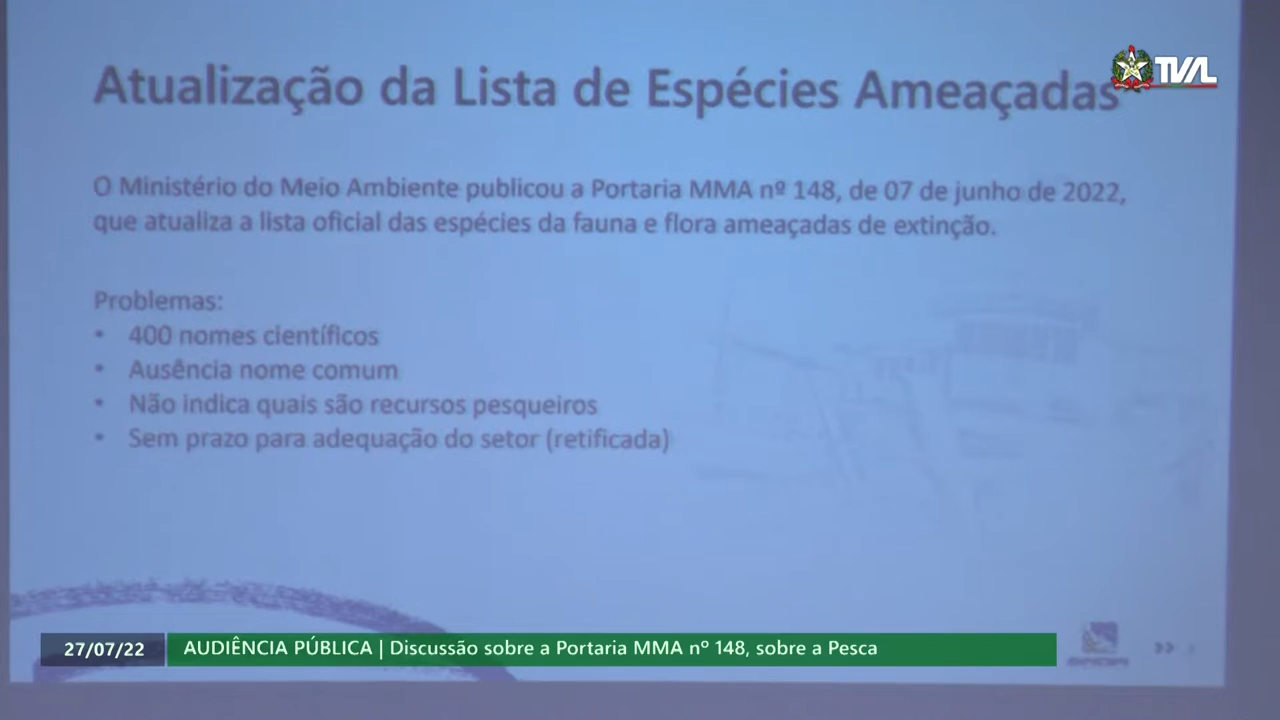 Atualização da Lista de Espécies Ameaçadas
TVAL
O Ministério do Meio Ambiente publicou a Portaria MMA nº 148, de 07 de junho de 2022,
que atualiza a lista oficial das espécies da fauna e flora ameaçadas de extinção.
Problemas:
• 400 nomes científicos
• Ausência nome comum
• Não indica quais são recursos pesqueiros
• Sem prazo para adequação do setor (retificada)
27/07/22
AUDIÊNCIA PÚBLICA | Discussão sobre a Portaria MMA nº 148, sobre a Pesca